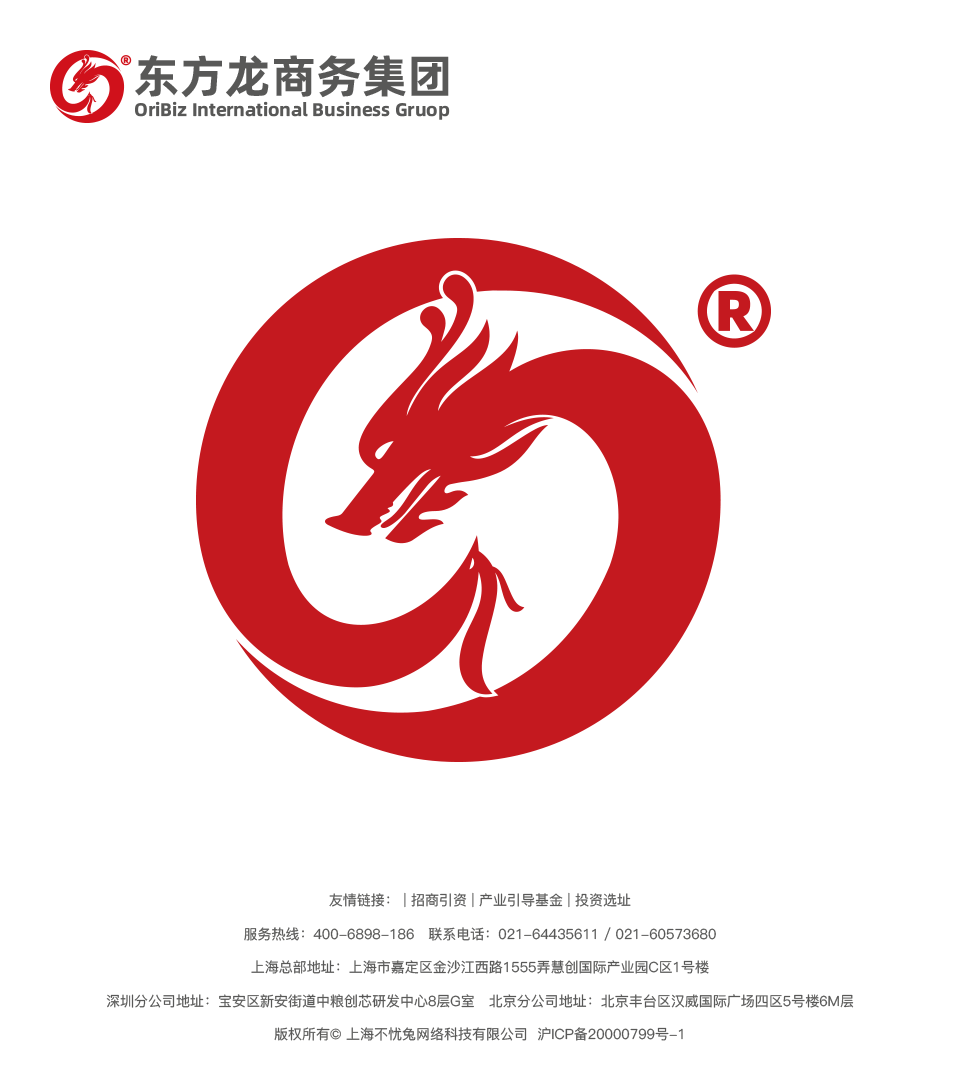 东方龙商务集团
OriBiz International Business Gruop
®
友情链接： | 招商引资 | 产业引导基金 | 投资选址
服务热线：400-6898-186 联系电话：021-64435611 / 021-60573680
上海总部地址：上海市嘉定区金沙江西路1555弄慧创国际产业园C区1号楼
深圳分公司地址：宝安区新安街道中粮创芯研发中心8层G室 北京分公司地址：北京丰台区汉威国际广场四区5号楼6M层
版权所有© 上海不忧兔网络科技有限公司 沪ICP备20000799号-1